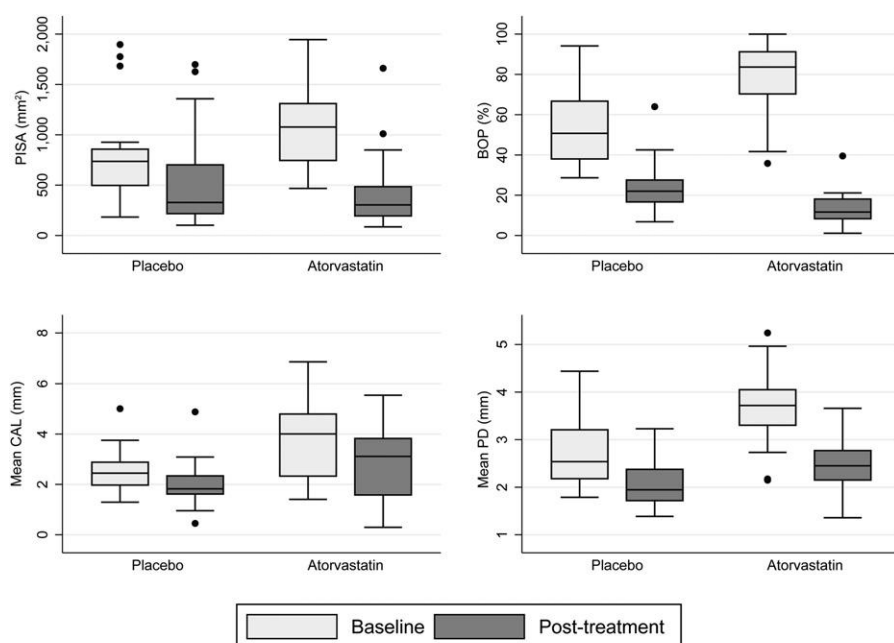 PISA (mm²)
2,000
1,500
1,000
500
0
Placebo
Atorvastatin
BOP (%)
100
80
60
40
20
0
Placebo
Atorvastatin
Mean CAL (mm)
8
6
4
2
0
Placebo
Atorvastatin
Mean PD (mm)
5
4
3
2
1
Placebo
Atorvastatin
Baseline
Post-treatment